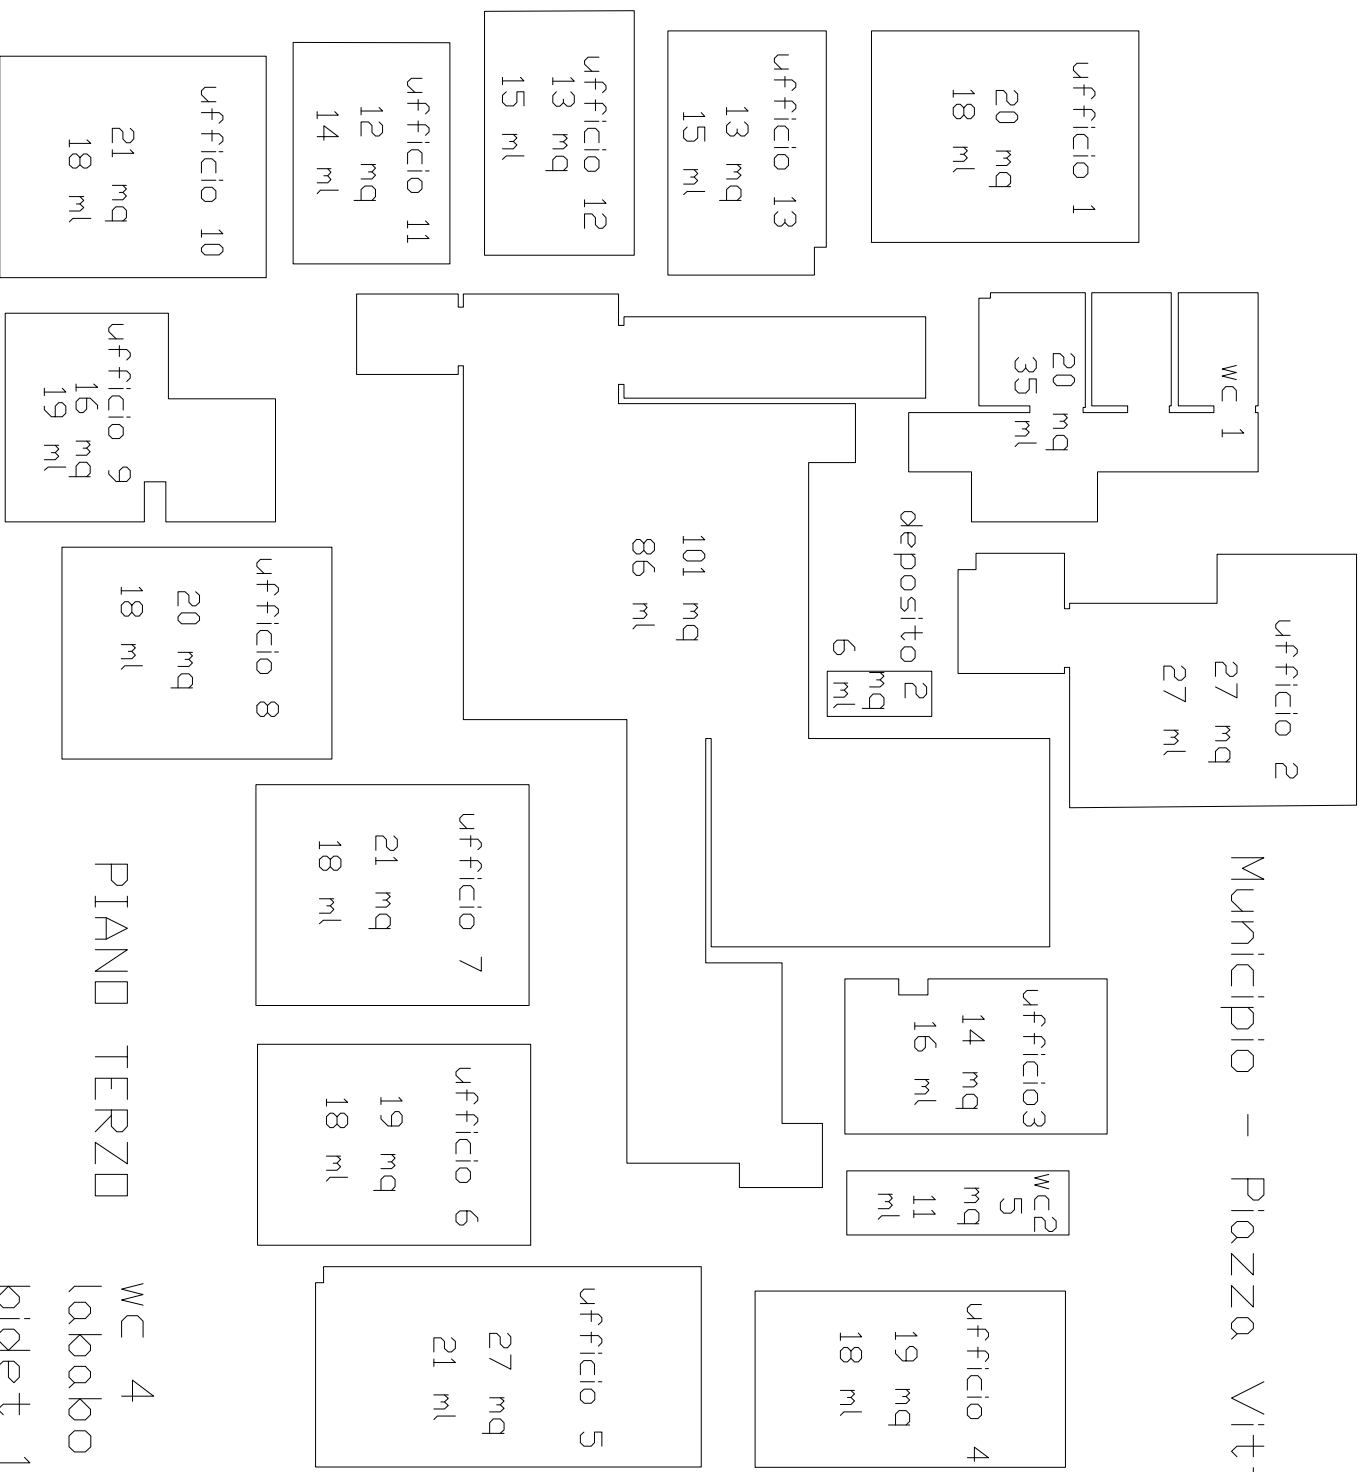 Municipio - Piazza Vitt
ufficio 2
27 mq
27 ml
wc 1
20 mq
35 ml
ufficio 1
20 mq
18 ml
ufficio3
14 mq
16 ml
wc2
5
mq
11
ml
ufficio 4
19 mq
18 ml
deposito 2
mq
6 ml
ufficio 13
13 mq
15 ml
101 mq
86 ml
ufficio 12
13 mq
15 ml
ufficio 5
27 mq
21 ml
ufficio 11
12 mq
14 ml
ufficio 7
21 mq
18 ml
ufficio 6
19 mq
18 ml
ufficio 8
20 mq
18 ml
ufficio 10
21 mq
18 ml
ufficio 9
16 mq
19 ml
PIANO TERZO
wc 4
lababo
bidet 1